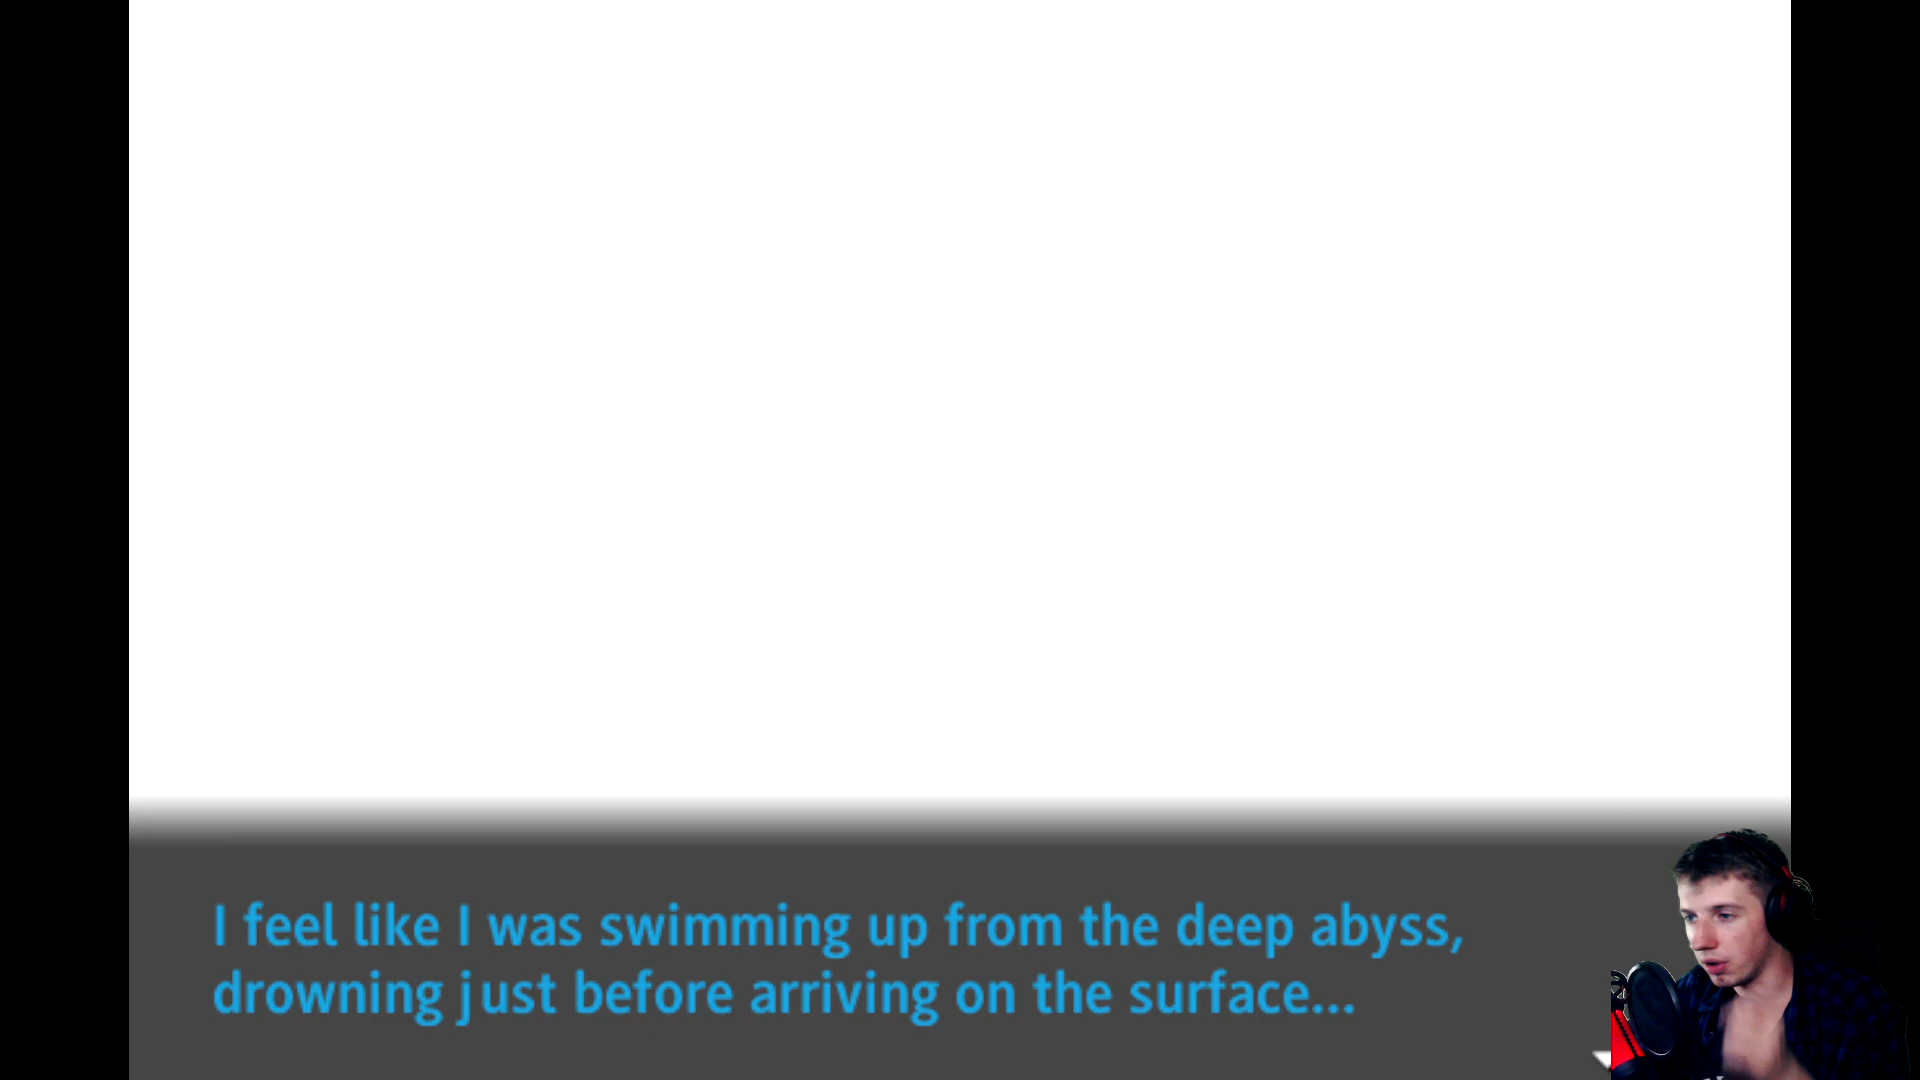 I feel like I was swimming up from the deep abyss,
drowning just before arriving on the surface...